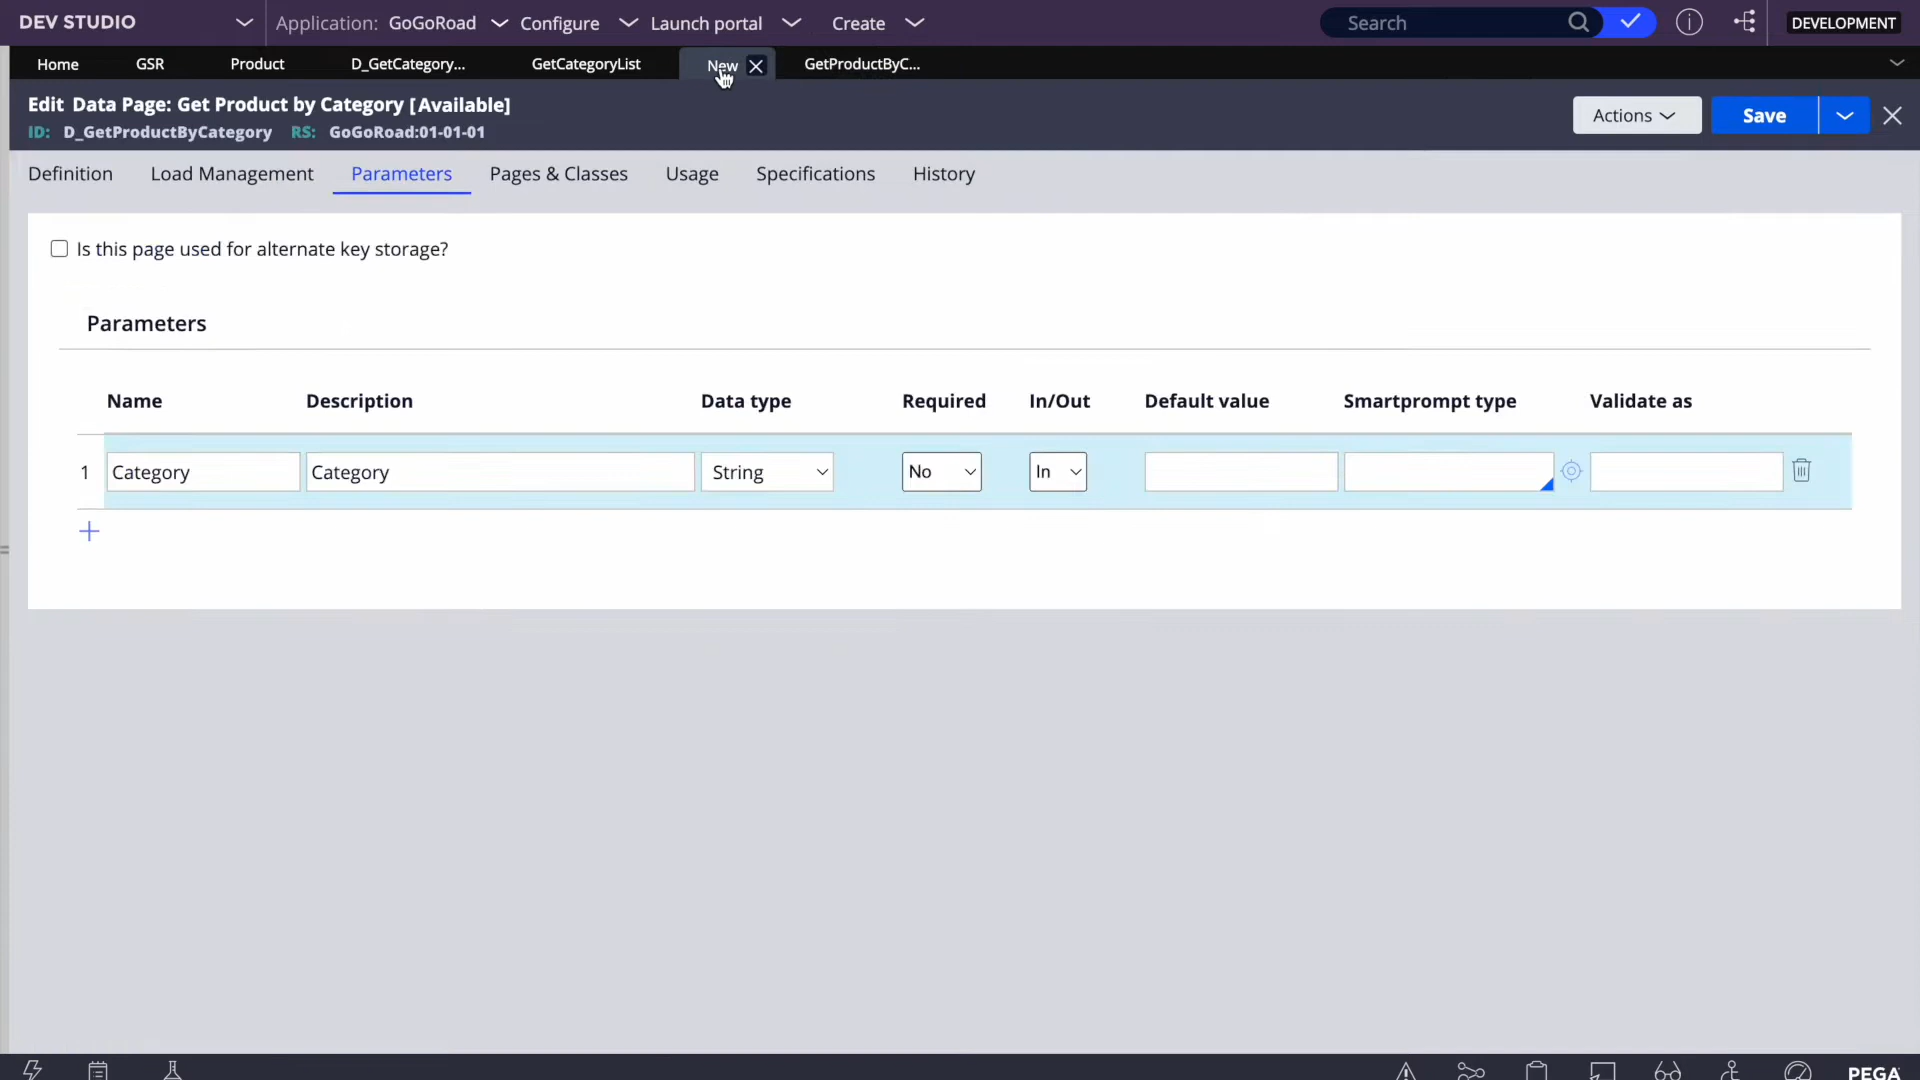 DEV STUDIO
Application: GoGoRoad
Configure
Launch portal
Create
Search
DEVELOPMENT
Home
GSR
Product
D_GetCategory...
GetCategoryList
New
GetProductByC...
Edit Data Page: Get Product by Category [Available]
ID: D_GetProductByCategory RS: GoGoRoad:01-01-01
Actions
Save
Definition
Load Management
Parameters
Pages & Classes
Usage
Specifications
History
Is this page used for alternate key storage?
Parameters
Name
Description
Data type
Required
In/Out
Default value
Smartprompt type
Validate as
1
Category
Category
String
No
In
PEGA